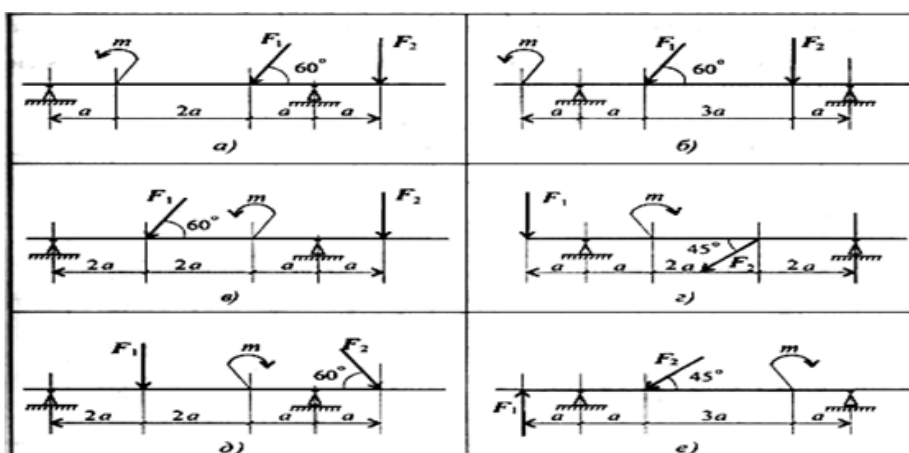 m F₁ 60° F₂
a 2a a a
а)
m F₁ 60° F₂
a a 3a a
б)
F₁ 60° m F₂
2a 2a a a
в)
F₁ m 45° F₂
a a 2a 2a
г)
F₁ m 60° F₂
2a 2a a a
д)
F₁ F₂ 45° m
a a 3a a
е)